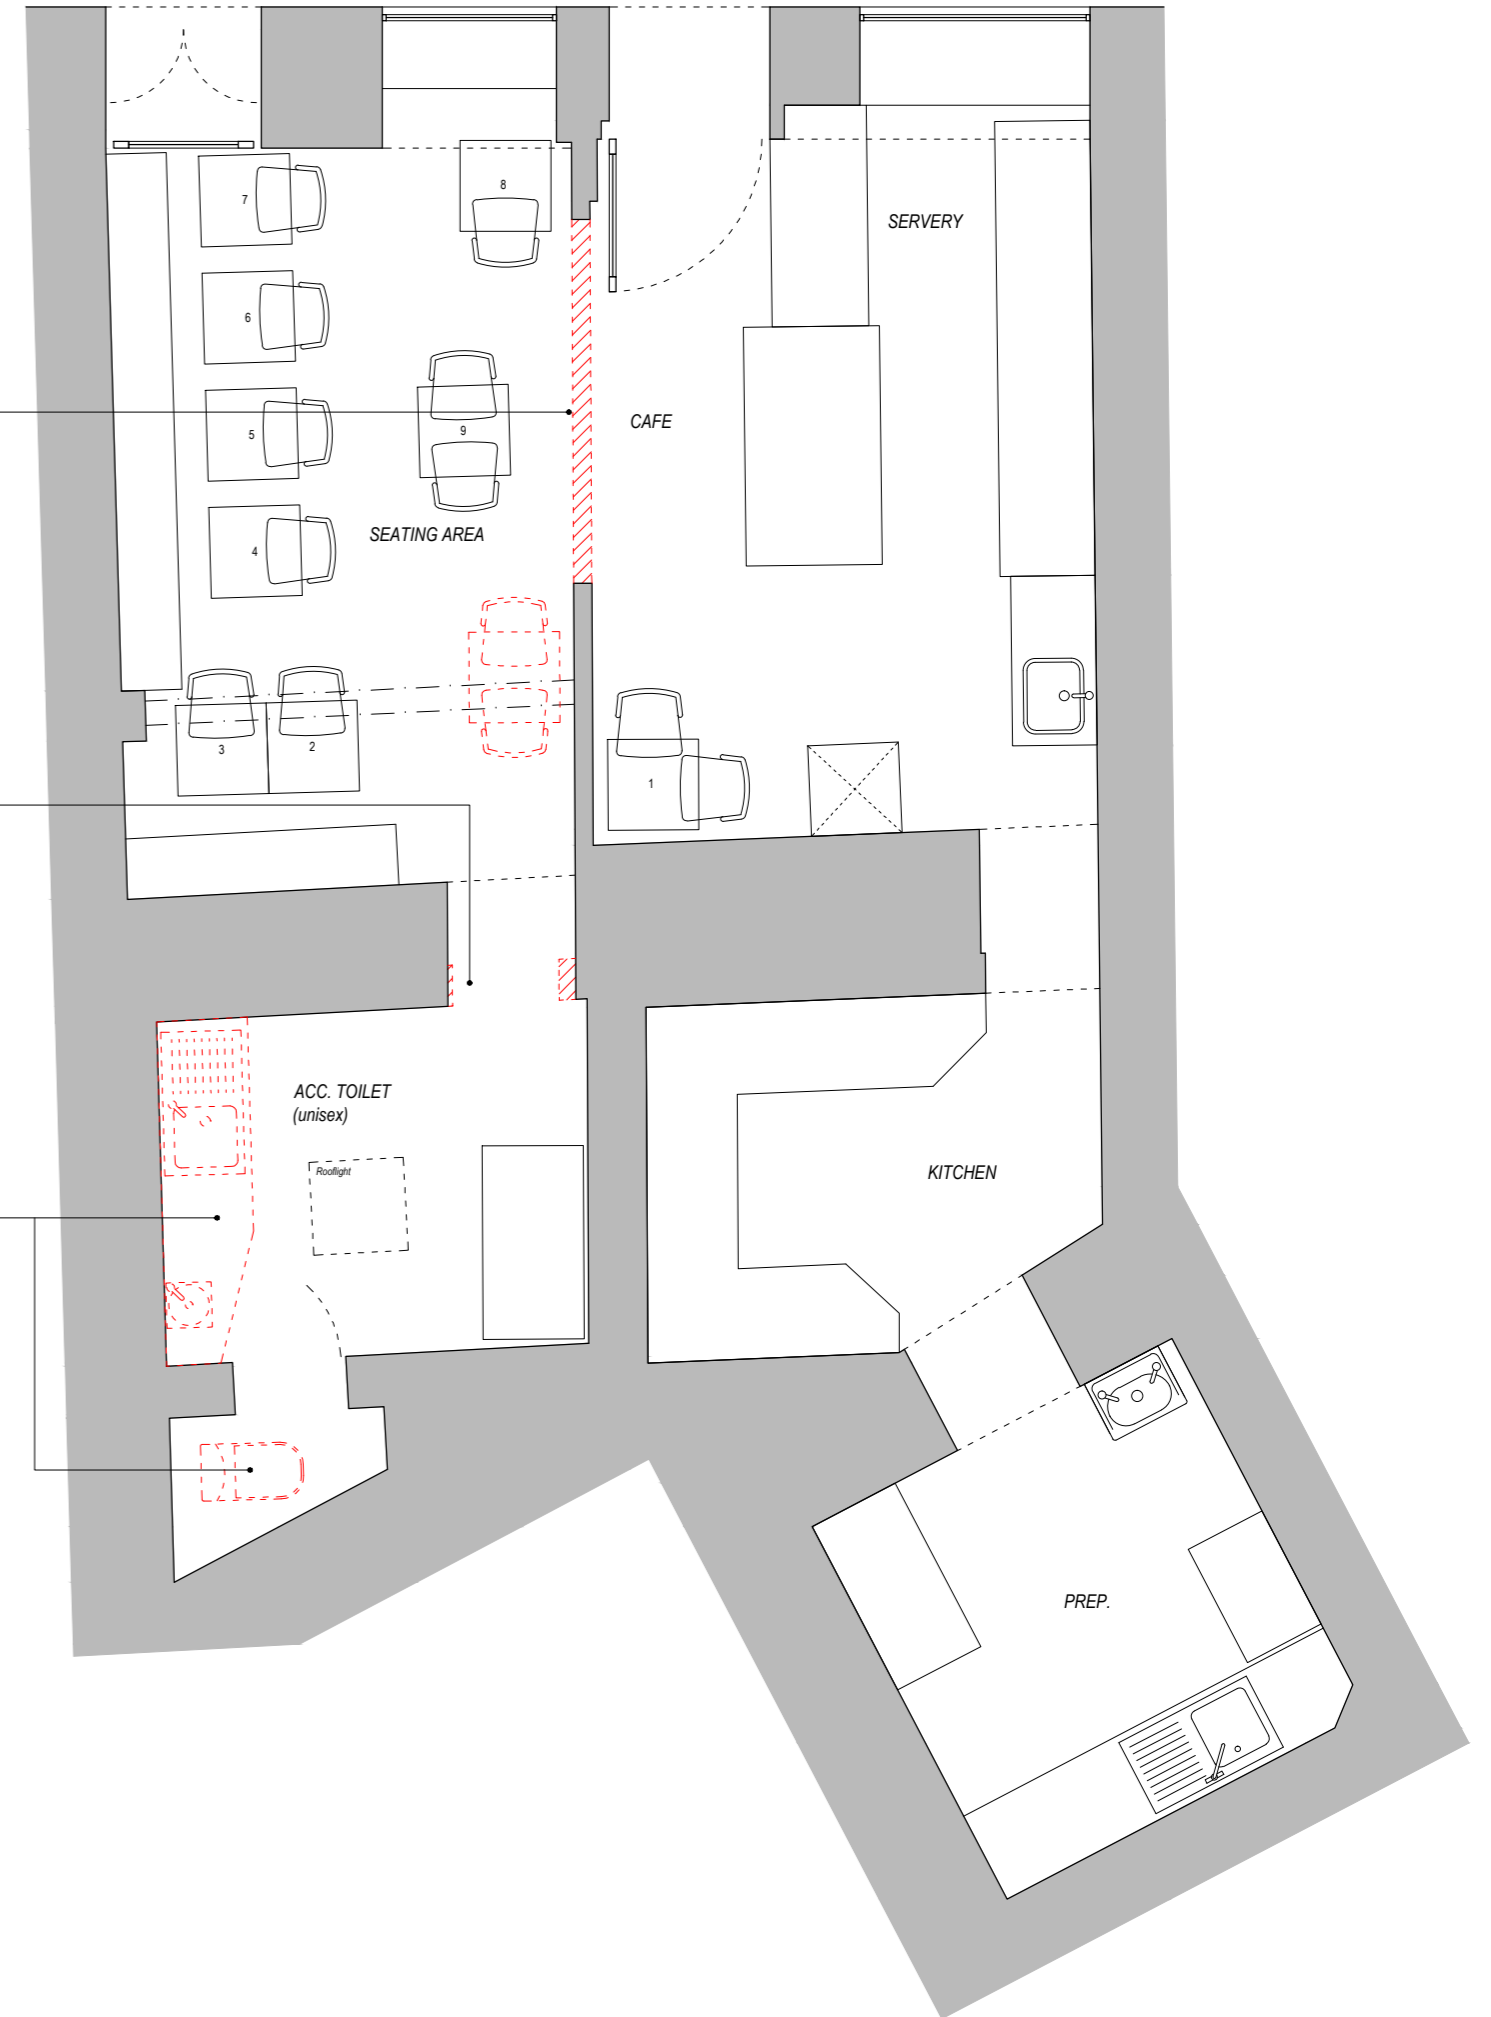 7
8
SERVERY
6
CAFE
9
5
SEATING AREA
4
3
2
1
ACC. TOILET
(unisex)
Rooflight
KITCHEN
PREP.